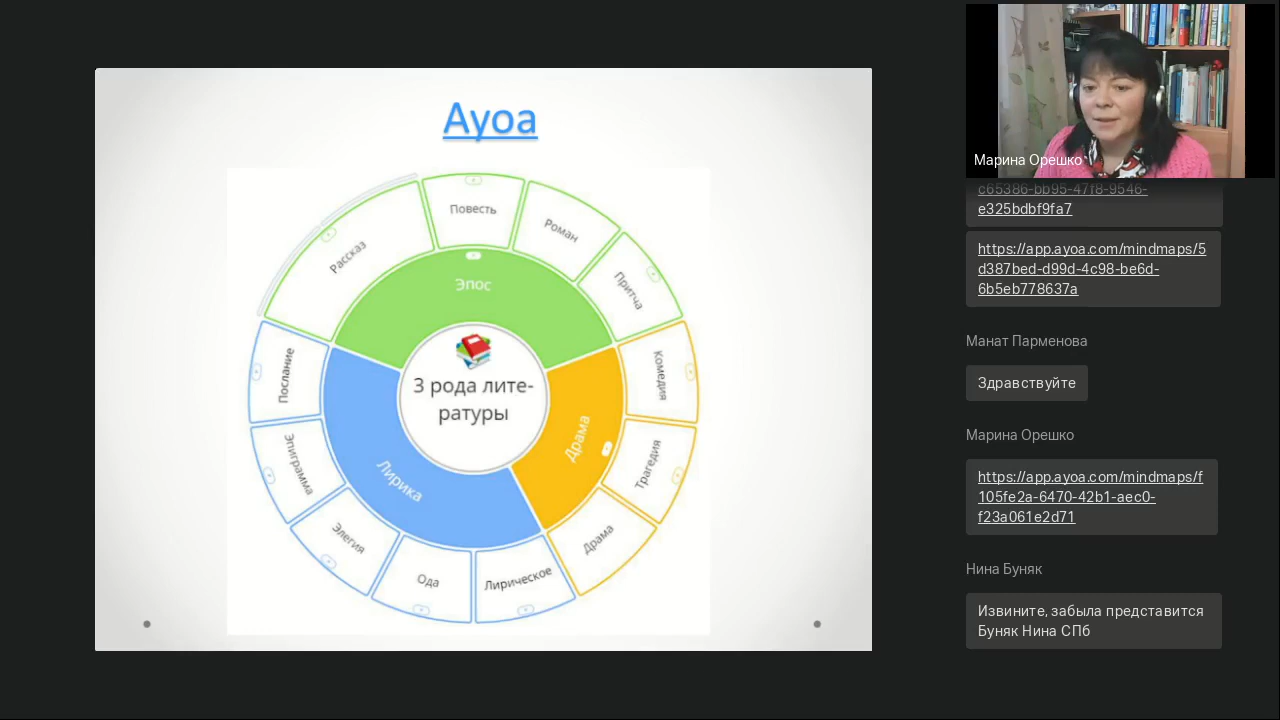 Ayoa
Повесть
Роман
Рассказ
Притча
Эпос
Послание
Комедия
3 рода лите-
ратуры
Драма
Трагедия
Эпиграмма
Лирика
Элегия
Драма
Ода
Лирическое
Марина Орешко
c65386-bb95-47f8-9546-
e325bdbf9fa7
https://app.ayoa.com/mindmaps/5
d387bed-d99d-4c98-be6d-
6b5eb778637a
Манат Парменова
Здравствуйте
Марина Орешко
https://app.ayoa.com/mindmaps/f
105fe2a-6470-42b1-aec0-
f23a061e2d71
Нина Буняк
Извините, забыла представится
Буняк Нина СПб